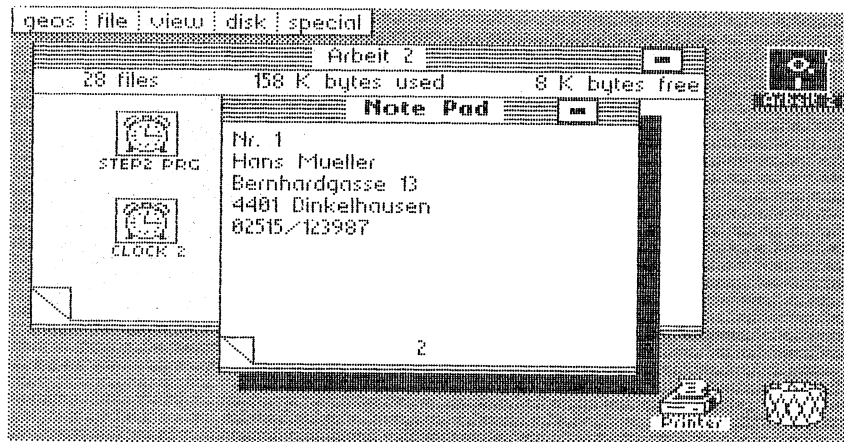 geos file view disk special
Arbeit 2
28 files 158 K bytes used 8 K bytes free
Note Pad
Nr. 1
Hans Mueller
Bernhardgasse 13
4401 Dinkelhausen
02515/123987
STEP2 PRG
CLOCK 2
2
Printer